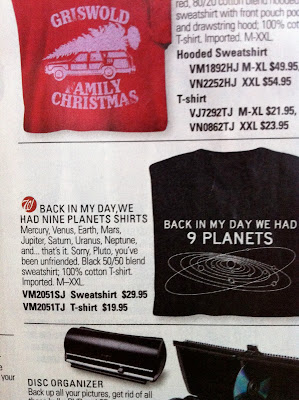 GRISWOLD
FAMILY
CHRISTMAS
red, 80/20 cotton blend hooded
sweatshirt with front pouch poc
and drawstring hood; 100% cot
T-shirt. Imported. M-XXL.
Hooded Sweatshirt
VM1892HJ M-XL $49.95,
VN2252HJ XXL $54.95
T-shirt
VJ7292TJ M-XL $21.95,
VN0862TJ XXL $23.95
BACK IN MY DAY,WE
HAD NINE PLANETS SHIRTS
Mercury, Venus, Earth, Mars,
Jupiter, Saturn, Uranus, Neptune,
and... that's it. Sorry, Pluto, you've
been unfriended. Black 50/50 blend
sweatshirt; 100% cotton T-shirt.
Imported. M–XXL.
VM2051SJ Sweatshirt $29.95
VM2051TJ T-shirt $19.95
BACK IN MY DAY WE HAD
9 PLANETS
your
DISC ORGANIZER
Back up all your pictures, get rid of all